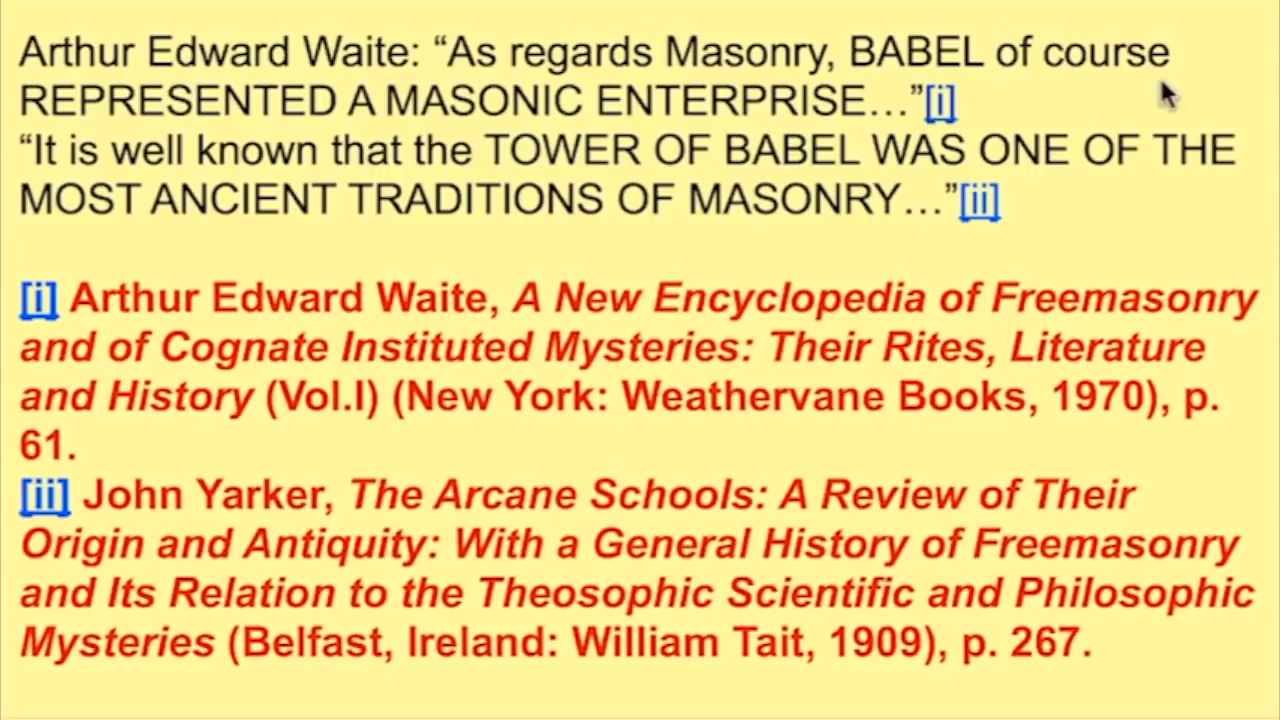 Arthur Edward Waite: “As regards Masonry, BABEL of course
REPRESENTED A MASONIC ENTERPRISE…”[i]
“It is well known that the TOWER OF BABEL WAS ONE OF THE
MOST ANCIENT TRADITIONS OF MASONRY…”[ii]
[i] Arthur Edward Waite, A New Encyclopedia of Freemasonry
and of Cognate Instituted Mysteries: Their Rites, Literature
and History (Vol.I) (New York: Weathervane Books, 1970), p.
61.
[ii] John Yarker, The Arcane Schools: A Review of Their
Origin and Antiquity: With a General History of Freemasonry
and Its Relation to the Theosophic Scientific and Philosophic
Mysteries (Belfast, Ireland: William Tait, 1909), p. 267.